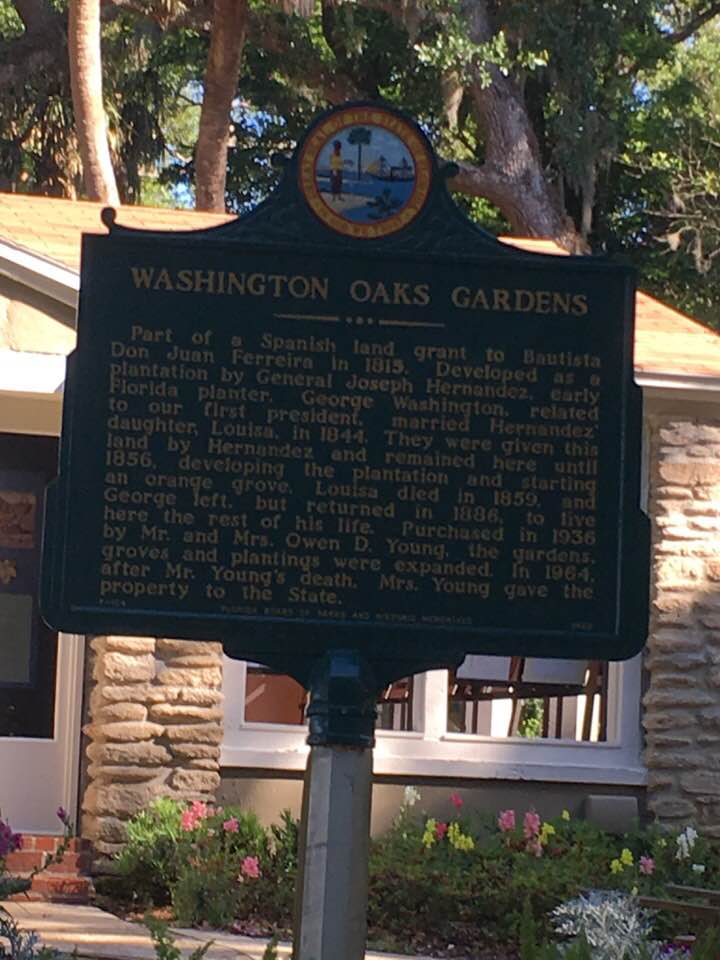 WASHINGTON OAKS GARDENS
Part of a Spanish land grant to Bautista
Don Juan Ferreira in 1815. Developed as a
plantation by General Joseph Hernandez, early
Florida planter. George Washington, related
to our first president, married Hernandez'
daughter, Louisa, in 1844. They were given this
land by Hernandez and remained here until
1856, developing the plantation and starting
an orange grove. Louisa died in 1859, and
George left, but returned in 1886, to live
here the rest of his life. Purchased in 1936
by Mr. and Mrs. Owen D. Young, the gardens,
groves and plantings were expanded. In 1964,
after Mr. Young's death, Mrs. Young gave the
property to the State.
FLORIDA BOARD OF PARKS AND HISTORIC MEMORIALS